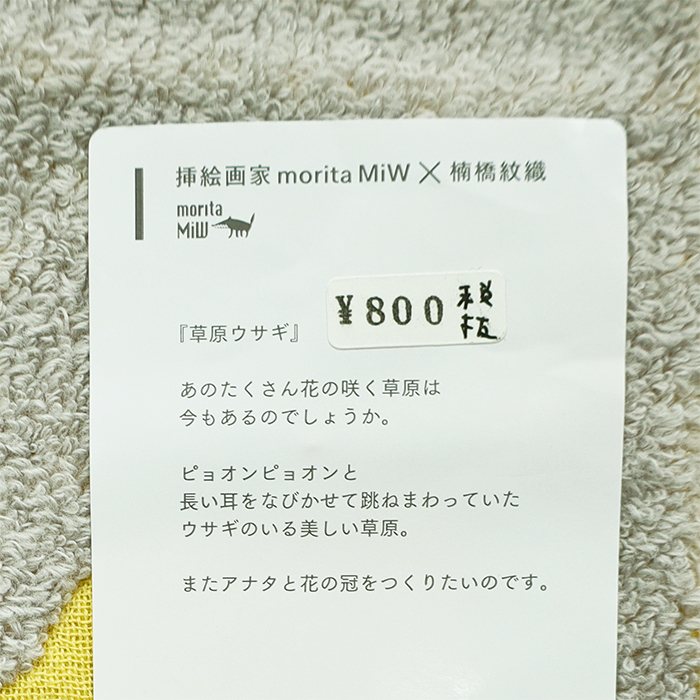 挿絵画家 morita MiW × 楠橋紋織
morita
MiW
¥800 税抜
『草原ウサギ』
あのたくさん花の咲く草原は
今もあるのでしょうか。
ピョオンピョオンと
長い耳をなびかせて跳ねまわっていた
ウサギのいる美しい草原。
またアナタと花の冠をつくりたいのです。